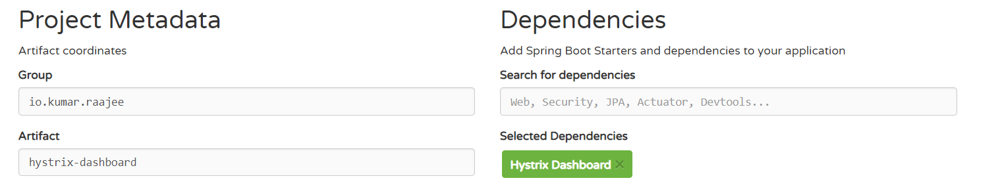 Project Metadata
Artifact coordinates
Group
io.kumar.raajee
Artifact
hystrix-dashboard
Dependencies
Add Spring Boot Starters and dependencies to your application
Search for dependencies
Web, Security, JPA, Actuator, Devtools...
Selected Dependencies
Hystrix Dashboard ×